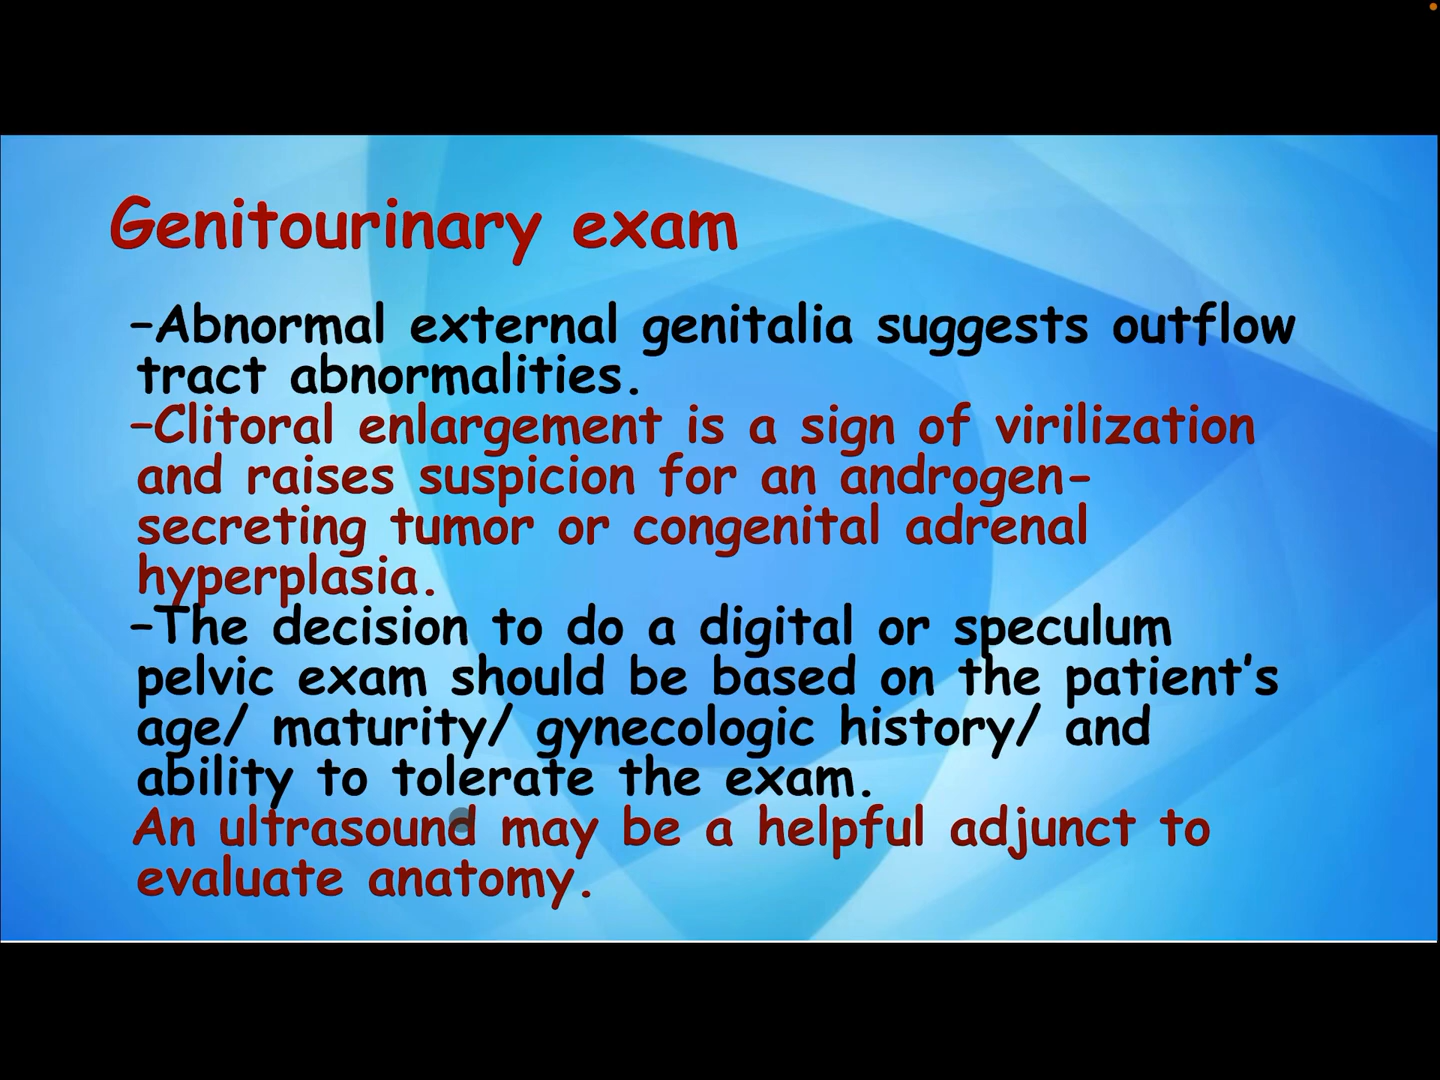 Genitourinary exam
–Abnormal external genitalia suggests outflow
tract abnormalities.
–Clitoral enlargement is a sign of virilization
and raises suspicion for an androgen-
secreting tumor or congenital adrenal
hyperplasia.
–The decision to do a digital or speculum
pelvic exam should be based on the patient’s
age/ maturity/ gynecologic history/ and
ability to tolerate the exam.
An ultrasound may be a helpful adjunct to
evaluate anatomy.